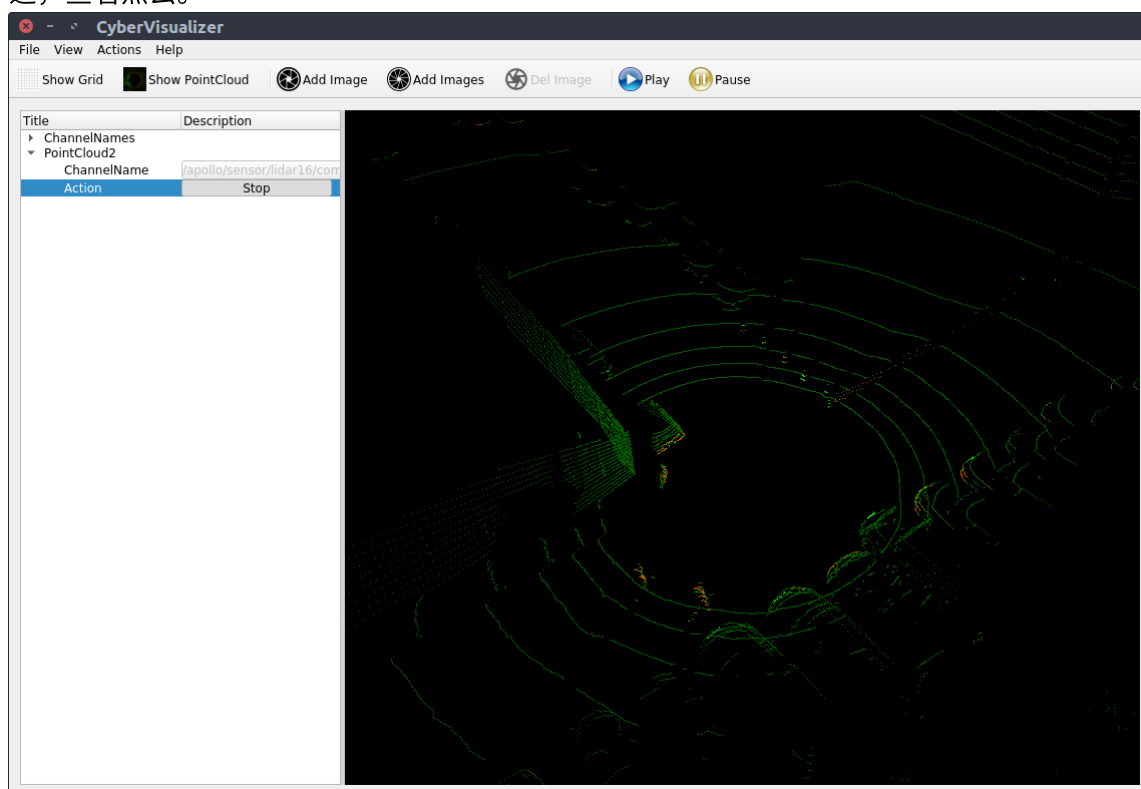 CyberVisualizer
File View Actions Help
Show Grid Show PointCloud Add Image Add Images Del Image Play Pause
Title Description
ChannelNames
PointCloud2
ChannelName /apollo/sensor/lidar16/com
Action Stop